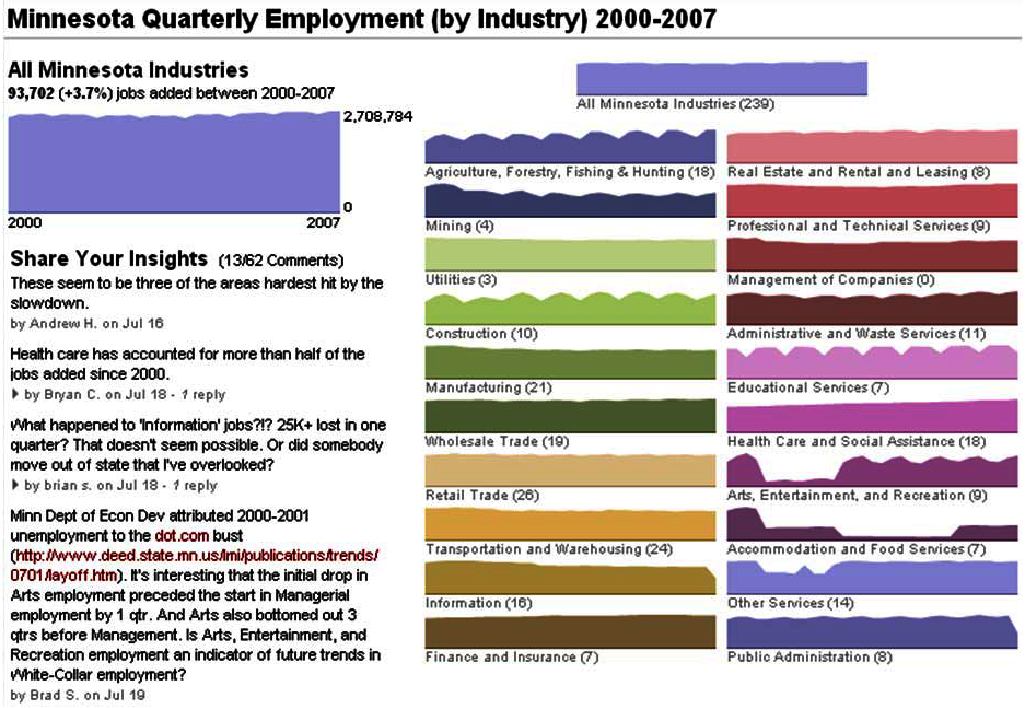 Minnesota Quarterly Employment (by Industry) 2000-2007
All Minnesota Industries
93,702 (+3.7%) jobs added between 2000-2007
2,708,784
0
2000 2007
Share Your Insights (13/62 Comments)
These seem to be three of the areas hardest hit by the
slowdown.
by Andrew H. on Jul 16
Health care has accounted for more than half of the
jobs added since 2000.
by Bryan C. on Jul 18 - 1 reply
What happened to 'Information' jobs?!? 25K+ lost in one
quarter? That doesn't seem possible. Or did somebody
move out of state that I've overlooked?
by brian s. on Jul 18 - 1 reply
Minn Dept of Econ Dev attributed 2000-2001
unemployment to the dot.com bust
(http://www.deed.state.mn.us/lmi/publications/trends/
0701/layoff.htm). It's interesting that the initial drop in
Arts employment preceded the start in Managerial
employment by 1 qtr. And Arts also bottomed out 3
qtrs before Management. Is Arts, Entertainment, and
Recreation employment an indicator of future trends in
White-Collar employment?
by Brad S. on Jul 19
All Minnesota Industries (239)
Agriculture, Forestry, Fishing & Hunting (18)
Mining (4)
Utilities (3)
Construction (10)
Manufacturing (21)
Wholesale Trade (19)
Retail Trade (26)
Transportation and Warehousing (24)
Information (16)
Finance and Insurance (7)
Real Estate and Rental and Leasing (8)
Professional and Technical Services (9)
Management of Companies (0)
Administrative and Waste Services (11)
Educational Services (7)
Health Care and Social Assistance (18)
Arts, Entertainment, and Recreation (9)
Accommodation and Food Services (7)
Other Services (14)
Public Administration (8)